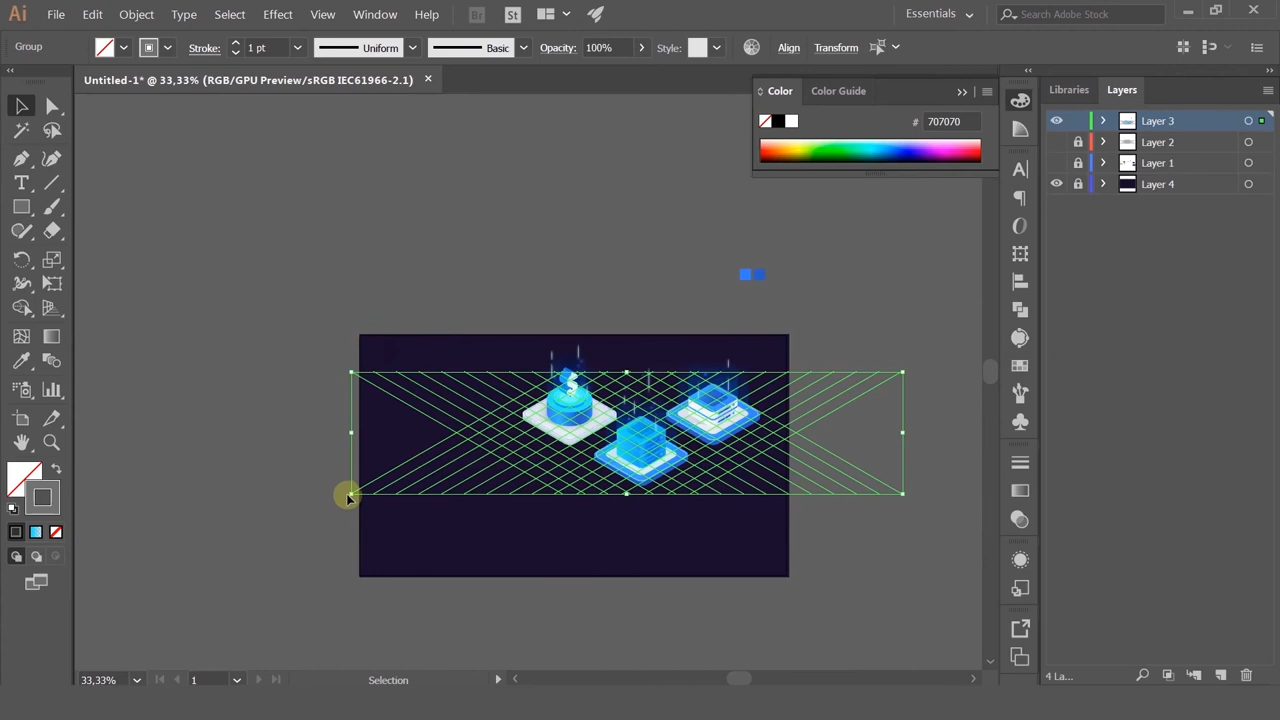 Ai File Edit Object Type Select Effect View Window Help Br St Essentials Search Adobe Stock
Group Stroke: 1 pt Uniform Basic Opacity: 100% Style: Align Transform
Untitled-1* @ 33,33% (RGB/GPU Preview/sRGB IEC61966-2.1)
Color Color Guide
# 707070
Libraries Layers
Layer 3
Layer 2
Layer 1
Layer 4
33,33% 1 Selection
4 La...